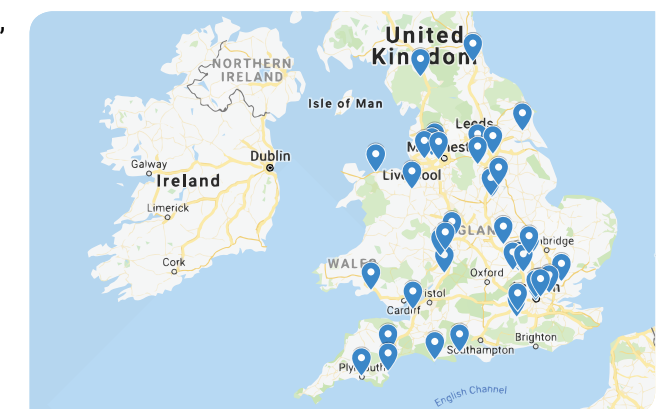 ,
United
Kingdom
NORTHERN
IRELAND
Isle of Man
Leeds
Galway
Dublin
Ireland
Limerick
Cork
WALES
Oxford
Cardiff
Brighton
Southampton
Plymouth
English Channel